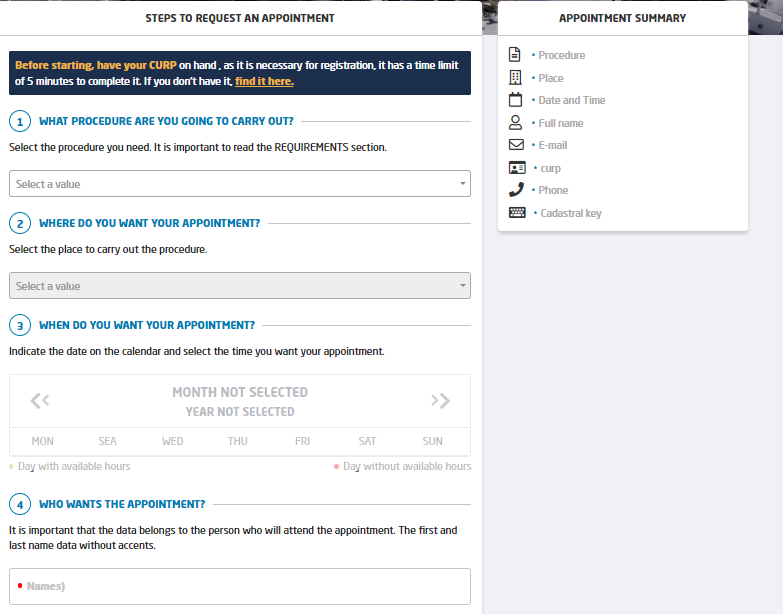 STEPS TO REQUEST AN APPOINTMENT
Before starting, have your CURP on hand , as it is necessary for registration, it has a time limit
of 5 minutes to complete it. If you don't have it, find it here.
1 WHAT PROCEDURE ARE YOU GOING TO CARRY OUT?
Select the procedure you need. It is important to read the REQUIREMENTS section.
Select a value
2 WHERE DO YOU WANT YOUR APPOINTMENT?
Select the place to carry out the procedure.
Select a value
3 WHEN DO YOU WANT YOUR APPOINTMENT?
Indicate the date on the calendar and select the time you want your appointment.
MONTH NOT SELECTED
YEAR NOT SELECTED
MON SEA WED THU FRI SAT SUN
• Day with available hours • Day without available hours
4 WHO WANTS THE APPOINTMENT?
It is important that the data belongs to the person who will attend the appointment. The first and
last name data without accents.
• Names)
APPOINTMENT SUMMARY
• Procedure
• Place
• Date and Time
• Full name
• E-mail
• curp
• Phone
• Cadastral key